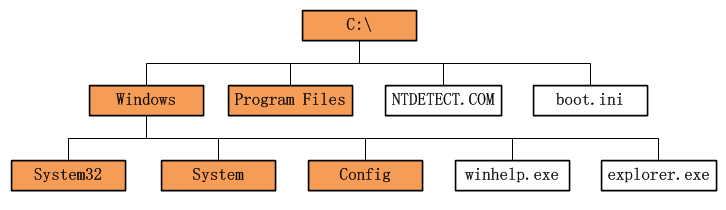 C:\
Windows
Program Files
NTDETECT.COM
boot.ini
System32
System
Config
winhelp.exe
explorer.exe